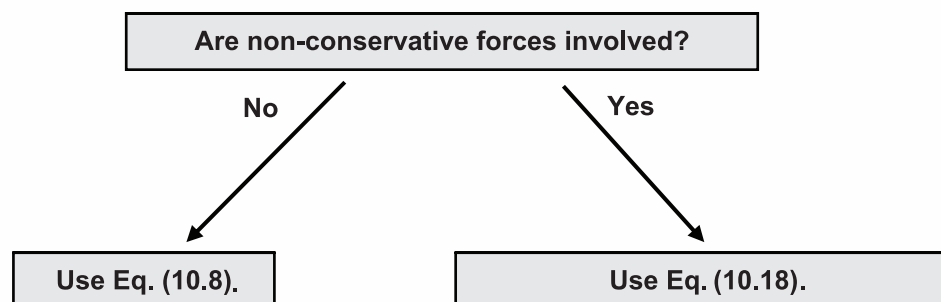 Are non-conservative forces involved?
No
Yes
Use Eq. (10.8).
Use Eq. (10.18).